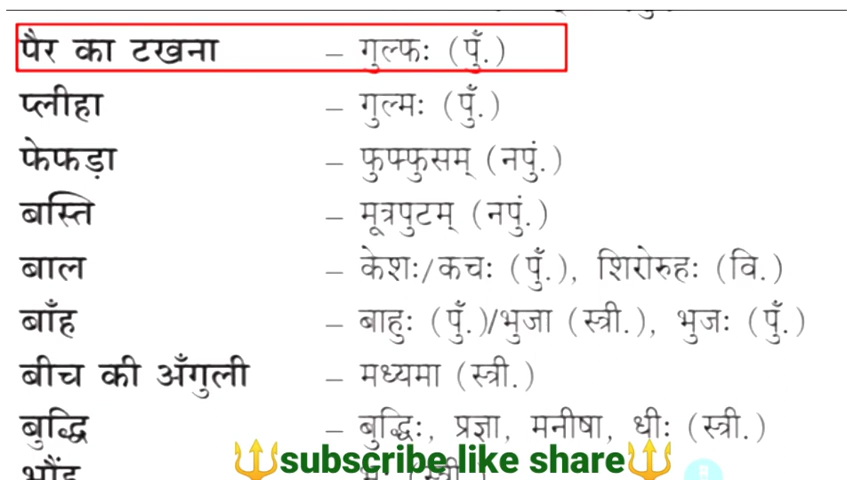 पैर का टखना – गुल्फः (पुँ.)
प्लीहा – गुल्मः (पुँ.)
फेफड़ा – फुफ्फुसम् (नपुं.)
बस्ति – मूत्रपुटम् (नपुं.)
बाल – केशः/कचः (पुँ.), शिरोरुहः (वि.)
बाँह – बाहुः (पुँ.)/भुजा (स्त्री.), भुजः (पुँ.)
बीच की अँगुली – मध्यमा (स्त्री.)
बुद्धि – बुद्धिः, प्रज्ञा, मनीषा, धीः (स्त्री.)
subscribe like share